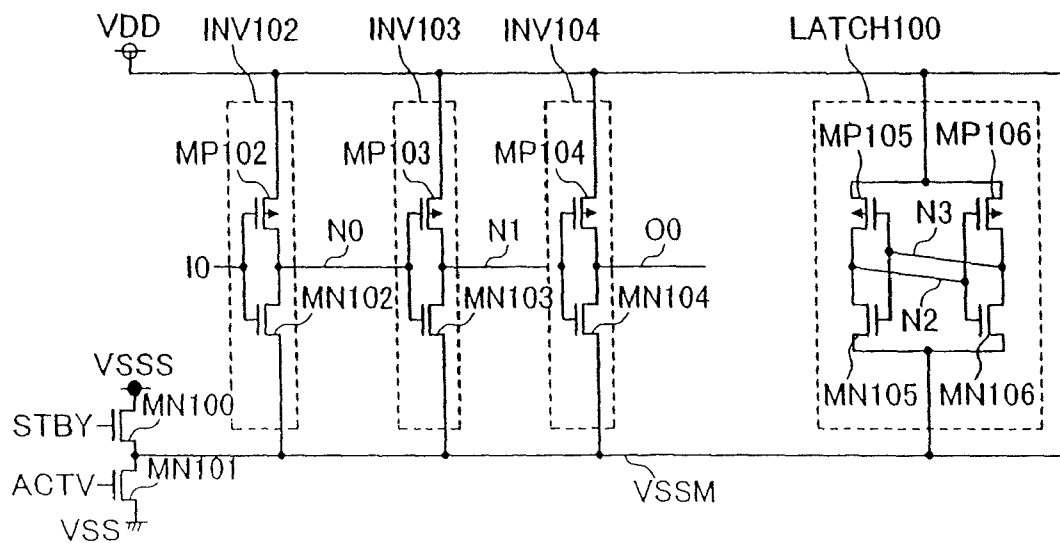 VDD
INV102
INV103
INV104
LATCH100
MP105
MP106
MP102
MP103
MP104
N0
N1
O0
N3
I0
MN102
MN103
MN104
N2
VSSS
MN100
MN105
MN106
STBY
MN101
ACTV
VSSM
VSS